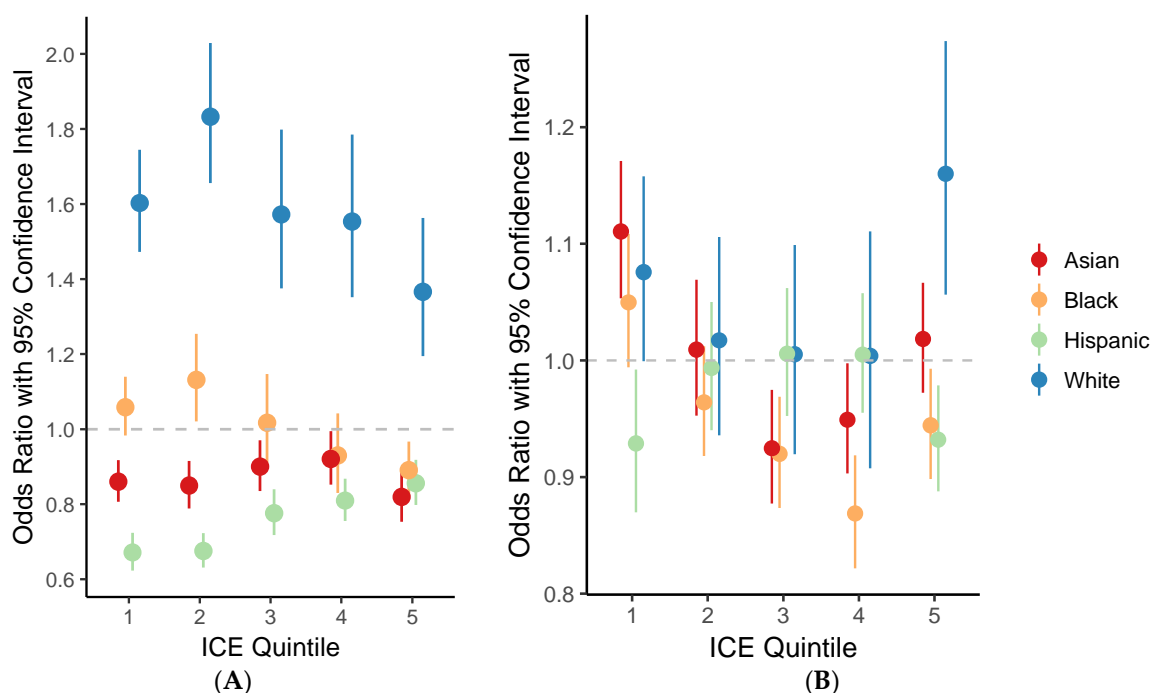 Odds Ratio with 95% Confidence Interval
2.0
1.8
1.6
1.4
1.2
1.0
0.8
0.6
1 2 3 4 5
ICE Quintile
(A)
Odds Ratio with 95% Confidence Interval
1.2
1.1
1.0
0.9
0.8
1 2 3 4 5
ICE Quintile
(B)
Asian
Black
Hispanic
White